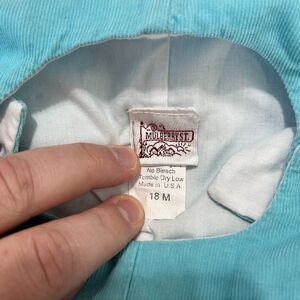 MULBERRY ST.
No Bleach
Tumble Dry Low
Made in U.S.A.
18 M